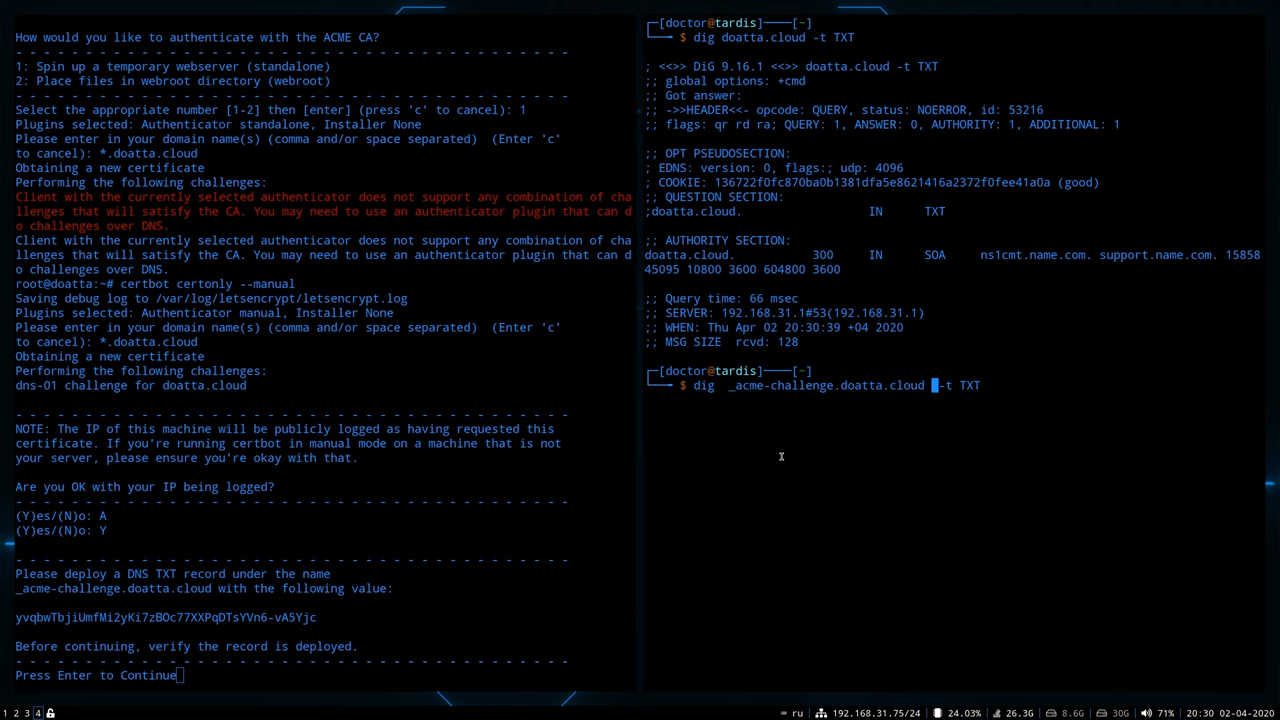 How would you like to authenticate with the ACME CA?
- - - - - - - - - - - - - - - - - - - - - - - - - - - - - - - - - - - - - - - -
1: Spin up a temporary webserver (standalone)
2: Place files in webroot directory (webroot)
- - - - - - - - - - - - - - - - - - - - - - - - - - - - - - - - - - - - - - - -
Select the appropriate number [1-2] then [enter] (press 'c' to cancel): 1
Plugins selected: Authenticator standalone, Installer None
Please enter in your domain name(s) (comma and/or space separated)  (Enter 'c'
to cancel): *.doatta.cloud
Obtaining a new certificate
Performing the following challenges:
Client with the currently selected authenticator does not support any combination of cha
llenges that will satisfy the CA. You may need to use an authenticator plugin that can d
o challenges over DNS.
Client with the currently selected authenticator does not support any combination of cha
llenges that will satisfy the CA. You may need to use an authenticator plugin that can d
o challenges over DNS.
root@doatta:~# certbot certonly --manual
Saving debug log to /var/log/letsencrypt/letsencrypt.log
Plugins selected: Authenticator manual, Installer None
Please enter in your domain name(s) (comma and/or space separated)  (Enter 'c'
to cancel): *.doatta.cloud
Obtaining a new certificate
Performing the following challenges:
dns-01 challenge for doatta.cloud
- - - - - - - - - - - - - - - - - - - - - - - - - - - - - - - - - - - - - - - -
NOTE: The IP of this machine will be publicly logged as having requested this
certificate. If you're running certbot in manual mode on a machine that is not
your server, please ensure you're okay with that.
Are you OK with your IP being logged?
- - - - - - - - - - - - - - - - - - - - - - - - - - - - - - - - - - - - - - - -
(Y)es/(N)o: A
(Y)es/(N)o: Y
- - - - - - - - - - - - - - - - - - - - - - - - - - - - - - - - - - - - - - - -
Please deploy a DNS TXT record under the name
_acme-challenge.doatta.cloud with the following value:
yvqbwTbjiUmfMi2yKi7zBOc77XXPqDTsYVn6-vA5Yjc
Before continuing, verify the record is deployed.
- - - - - - - - - - - - - - - - - - - - - - - - - - - - - - - - - - - - - - - -
Press Enter to Continue
┌─[doctor@tardis]───[~]
└──╼ $ dig doatta.cloud -t TXT
; <<>> DiG 9.16.1 <<>> doatta.cloud -t TXT
;; global options: +cmd
;; Got answer:
;; ->>HEADER<<- opcode: QUERY, status: NOERROR, id: 53216
;; flags: qr rd ra; QUERY: 1, ANSWER: 0, AUTHORITY: 1, ADDITIONAL: 1
;; OPT PSEUDOSECTION:
; EDNS: version: 0, flags:; udp: 4096
; COOKIE: 136722f0fc870ba0b1381dfa5e8621416a2372f0fee41a0a (good)
;; QUESTION SECTION:
;doatta.cloud. IN TXT
;; AUTHORITY SECTION:
doatta.cloud. 300 IN SOA ns1cmt.name.com. support.name.com. 15858
45095 10800 3600 604800 3600
;; Query time: 66 msec
;; SERVER: 192.168.31.1#53(192.168.31.1)
;; WHEN: Thu Apr 02 20:30:39 +04 2020
;; MSG SIZE  rcvd: 128
┌─[doctor@tardis]───[~]
└──╼ $ dig  _acme-challenge.doatta.cloud -t TXT
1 2 3 4 ru 192.168.31.75/24 24.03% 26.3G 8.6G 30G 71% 20:30 02-04-2020